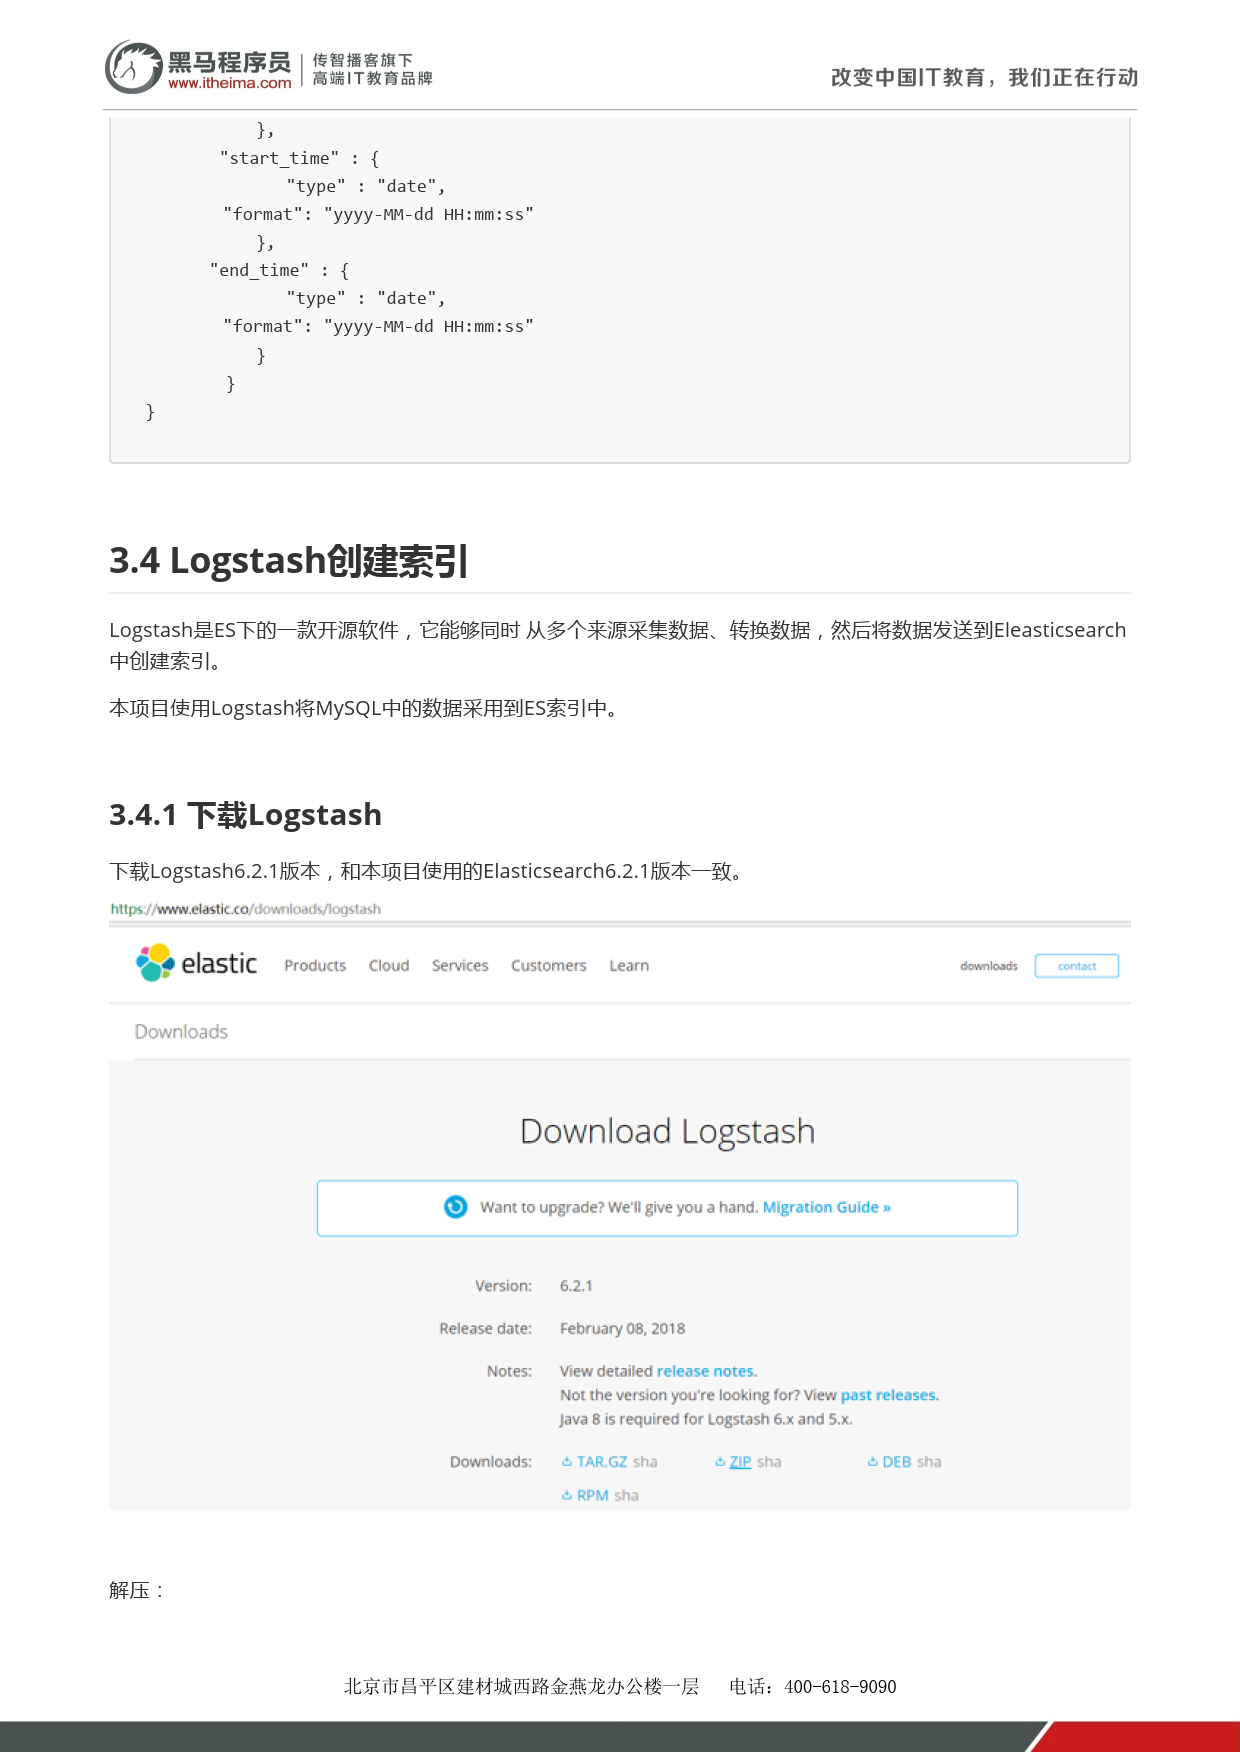 黑马程序员
www.itheima.com
传智播客旗下
高端IT教育品牌
改变中国IT教育，我们正在行动
},
"start_time" : {
"type" : "date",
"format": "yyyy-MM-dd HH:mm:ss"
},
"end_time" : {
"type" : "date",
"format": "yyyy-MM-dd HH:mm:ss"
}
}
}
3.4 Logstash创建索引
Logstash是ES下的一款开源软件，它能够同时 从多个来源采集数据、转换数据，然后将数据发送到Eleasticsearch
中创建索引。
本项目使用Logstash将MySQL中的数据采用到ES索引中。
3.4.1 下载Logstash
下载Logstash6.2.1版本，和本项目使用的Elasticsearch6.2.1版本一致。
https://www.elastic.co/downloads/logstash
elastic Products Cloud Services Customers Learn downloads contact
Downloads
Download Logstash
Want to upgrade? We'll give you a hand. Migration Guide »
Version: 6.2.1
Release date: February 08, 2018
Notes: View detailed release notes.
Not the version you're looking for? View past releases.
Java 8 is required for Logstash 6.x and 5.x.
Downloads: TAR.GZ sha ZIP sha DEB sha
RPM sha
解压：
北京市昌平区建材城西路金燕龙办公楼一层 电话：400-618-9090